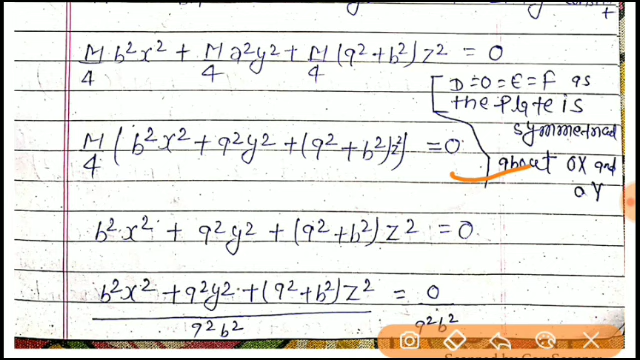 M/4 b²x² + M/4 a²y² + M/4 (a²+b²) z² = 0
[D=0=E=F as
the Plate is
symmetrical
about OX and
OY
M/4 (b²x² + a²y² + (a²+b²)z²) = 0
b²x² + a²y² + (a²+b²) z² = 0
b²x² + a²y² + (a²+b²) z² / a²b² = 0 / a²b²